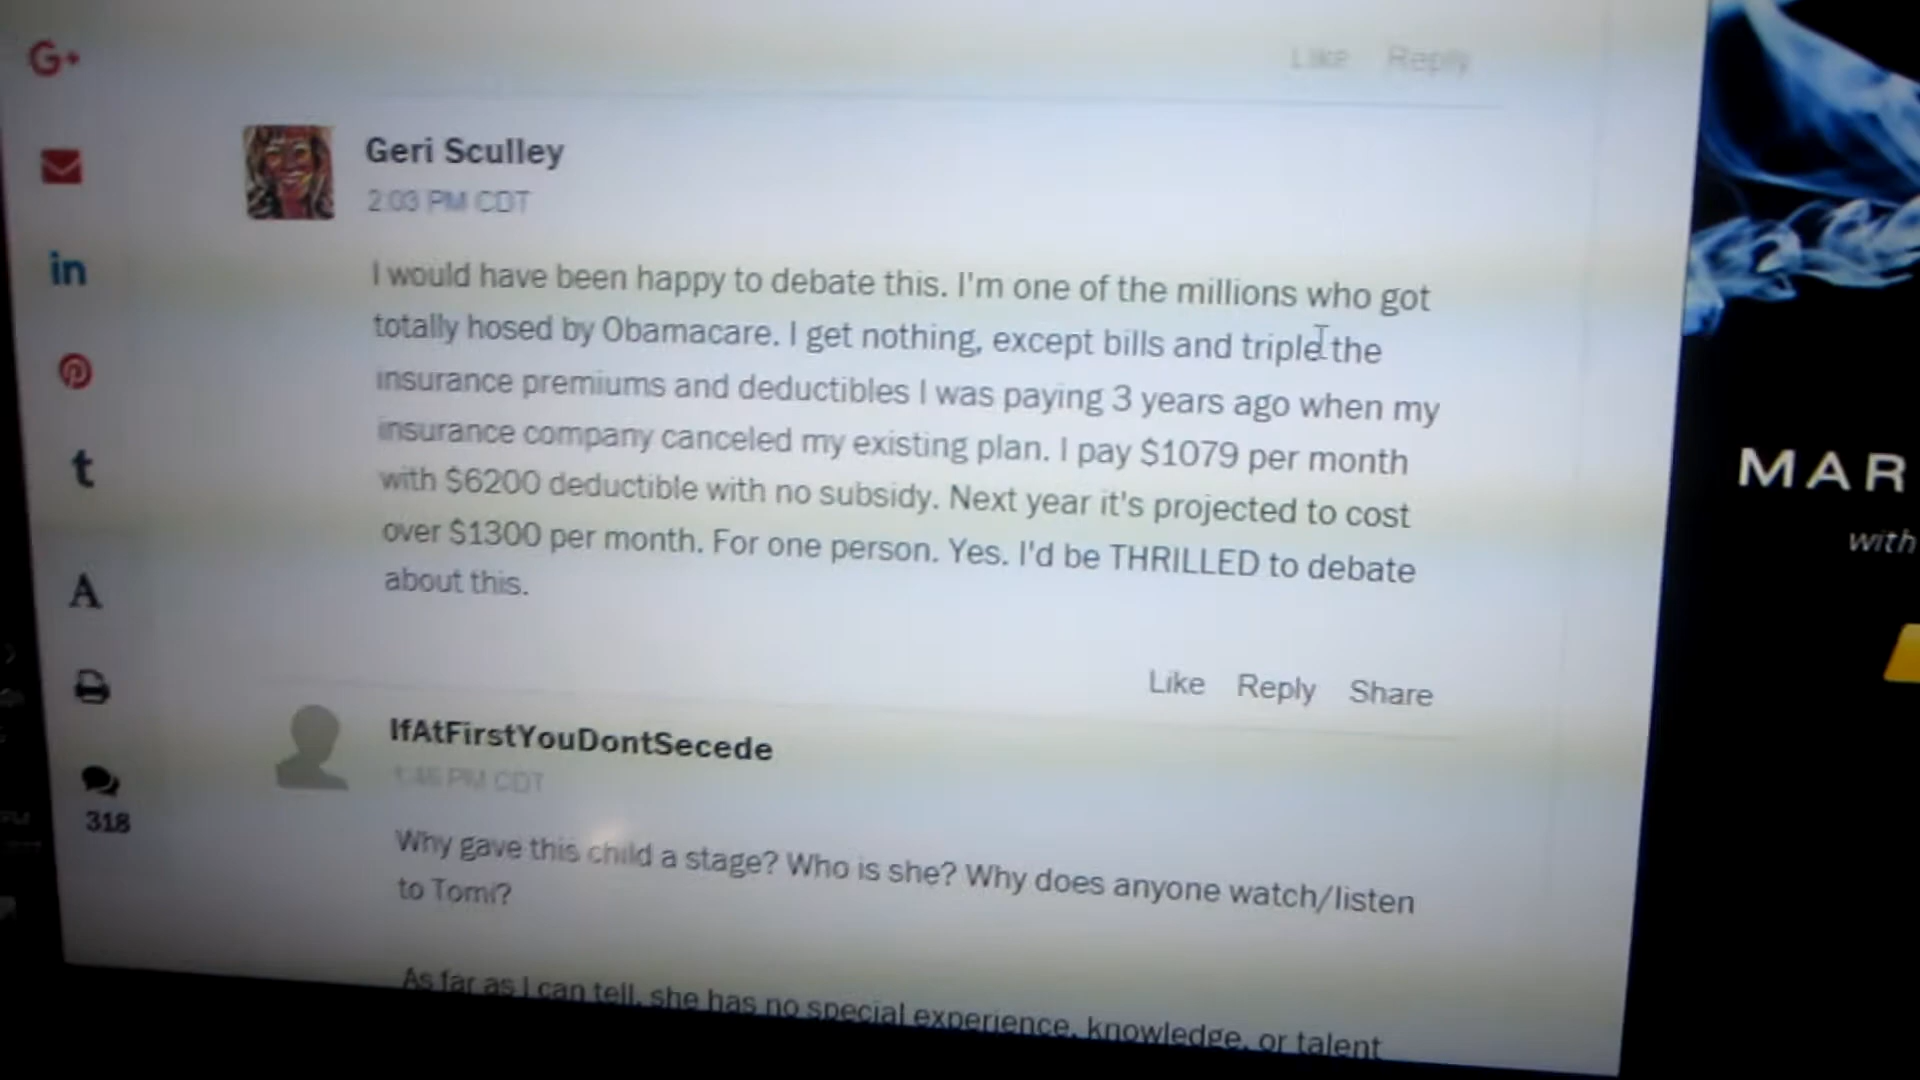 G+
Like Reply
Geri Sculley
2:03 PM CDT
I would have been happy to debate this. I'm one of the millions who got
totally hosed by Obamacare. I get nothing, except bills and triple the
insurance premiums and deductibles I was paying 3 years ago when my
insurance company canceled my existing plan. I pay $1079 per month
with $6200 deductible with no subsidy. Next year it's projected to cost
over $1300 per month. For one person. Yes. I'd be THRILLED to debate
about this.
Like Reply Share
IfAtFirstYouDontSecede
1:46 PM CDT
Why gave this child a stage? Who is she? Why does anyone watch/listen
to Tomi?
As far as I can tell, she has no special experience, knowledge, or talent
in
t
A
318
MAR
with